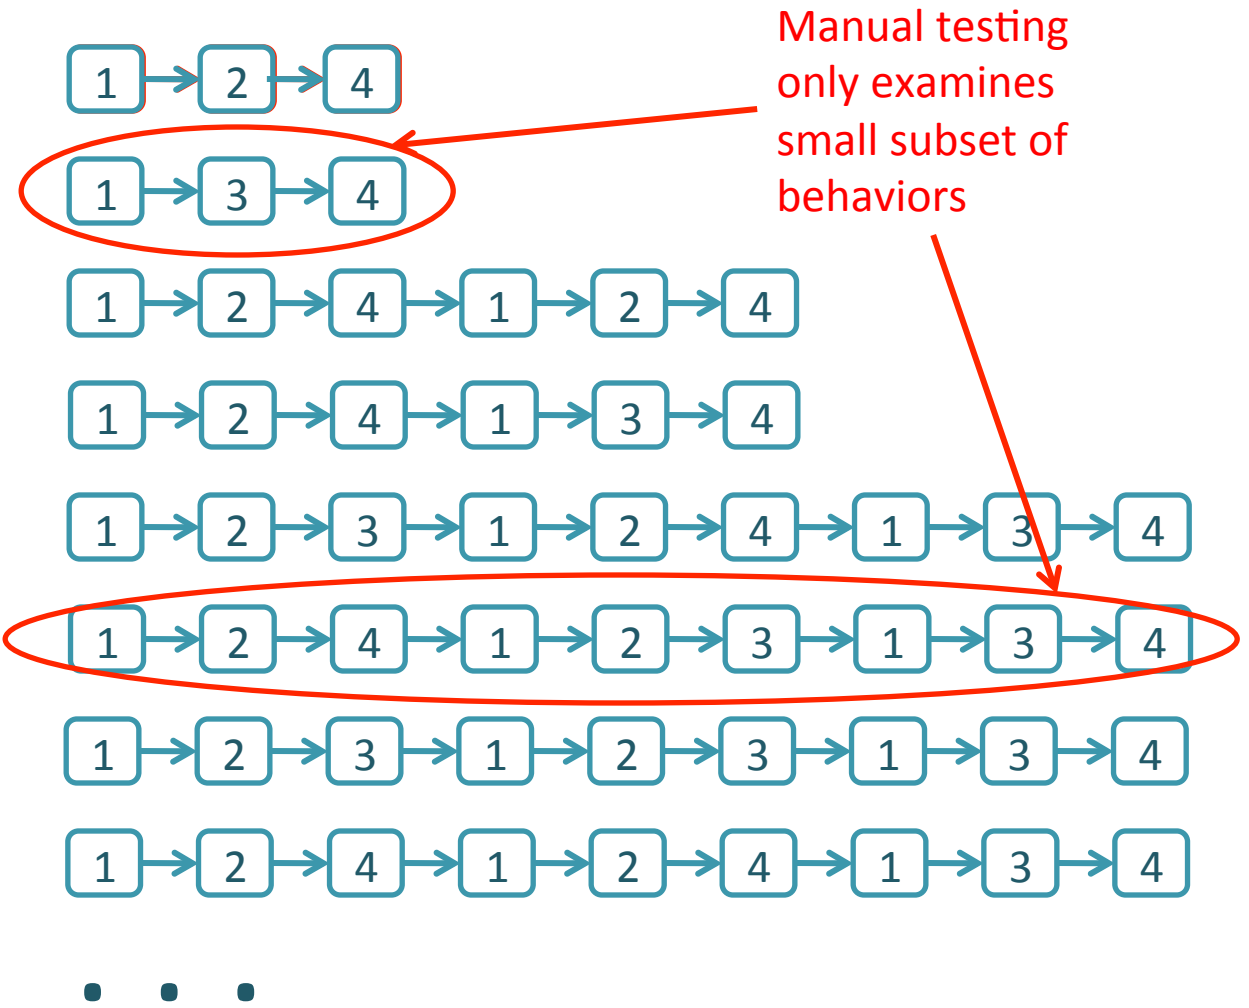 Manual testing
only examines
small subset of
behaviors
1 2 4
1 3 4
1 2 4 1 2 4
1 2 4 1 3 4
1 2 3 1 2 4 1 3 4
1 2 4 1 2 3 1 3 4
1 2 3 1 2 3 1 3 4
1 2 4 1 2 4 1 3 4
. . .